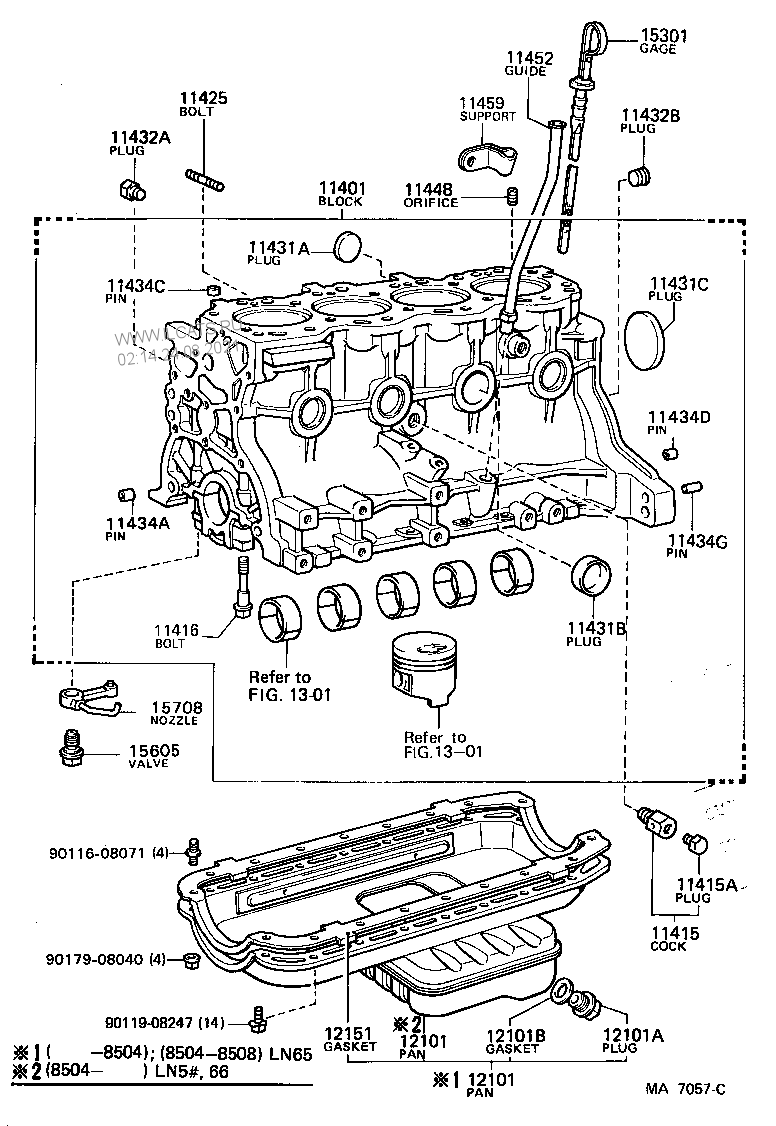 15301
GAGE
11452
GUIDE
11425
BOLT
11459
SUPPORT
11432B
PLUG
11432A
PLUG
11401
BLOCK
11448
ORIFICE
11431A
PLUG
11434C
PIN
11431C
PLUG
11434D
PIN
11434A
PIN
11434G
PIN
11416
BOLT
11431B
PLUG
Refer to
FIG. 13-01
15708
NOZZLE
Refer to
FIG.13-01
15605
VALVE
90116-08071 (4)
11415A
PLUG
11415
COCK
90179-08040 (4)
90119-08247 (14)
12151
GASKET
※2
12101
PAN
12101B
GASKET
12101A
PLUG
※1 ( -8504); (8504-8508) LN65
※2 (8504- ) LN5#, 66
※1 12101
PAN
MA 7057-C